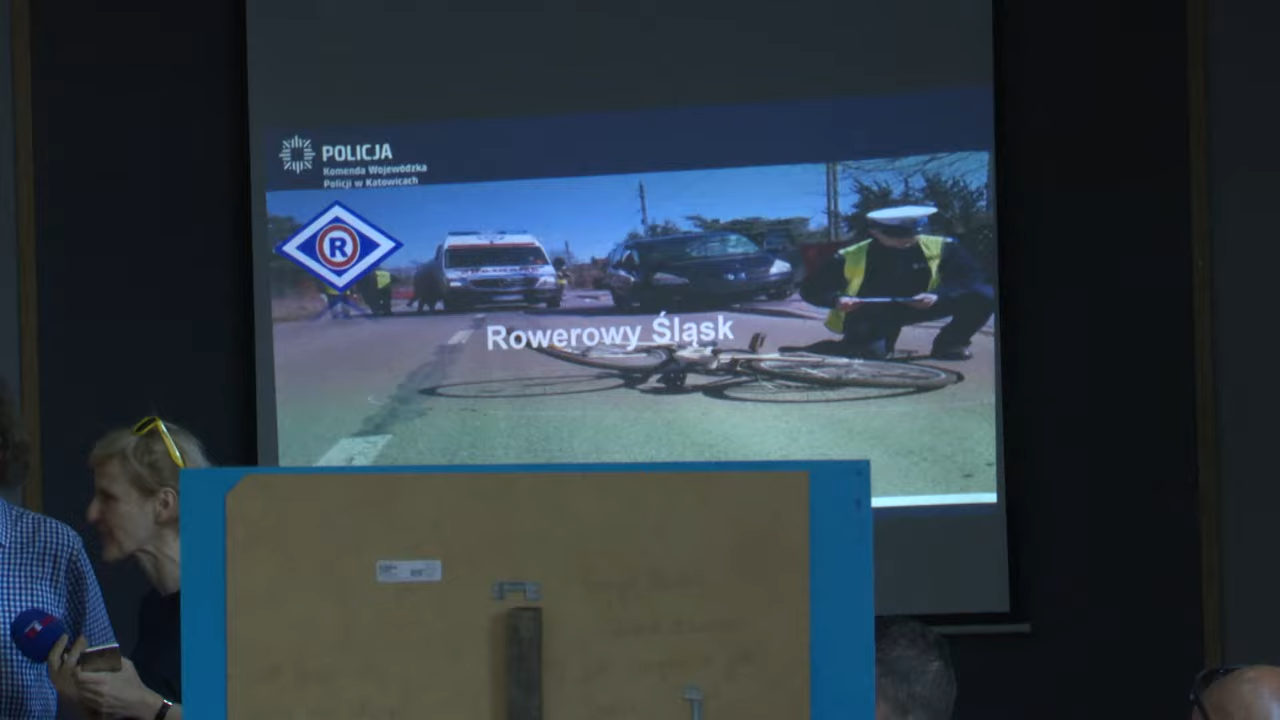 POLICJA
Komenda Wojewódzka
Policji w Katowicach
R
Rowerowy Śląsk